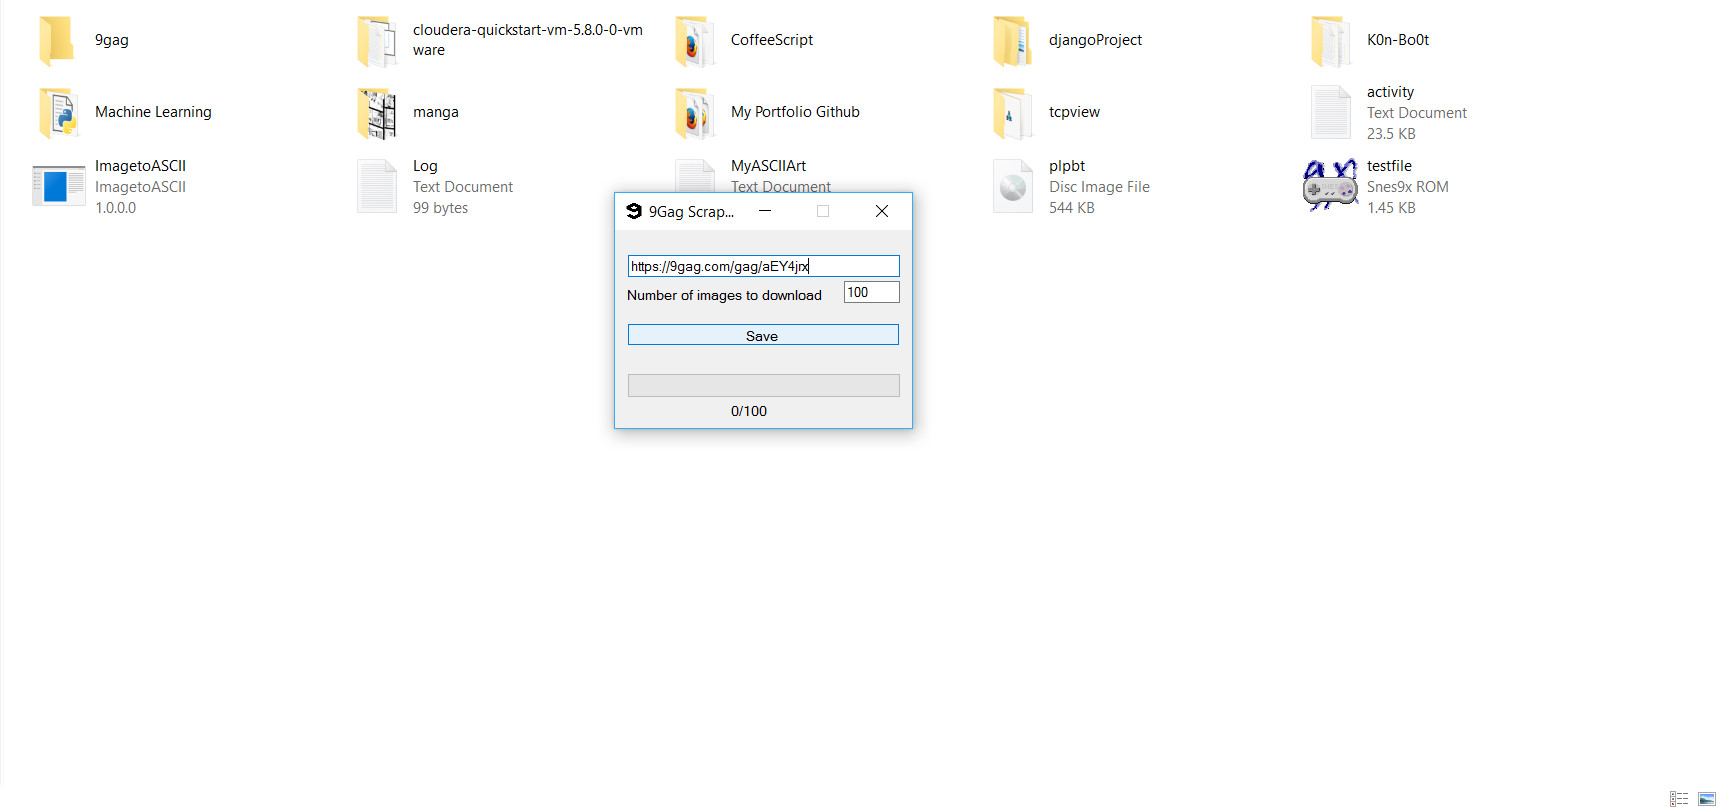 9gag
cloudera-quickstart-vm-5.8.0-0-vm
ware
CoffeeScript
djangoProject
K0n-Bo0t
Machine Learning
manga
My Portfolio Github
tcpview
activity
Text Document
23.5 KB
ImagetoASCII
ImagetoASCII
1.0.0.0
Log
Text Document
99 bytes
MyASCIIArt
Text Document
plpbt
Disc Image File
544 KB
testfile
Snes9x ROM
1.45 KB
9Gag Scrap...
https://9gag.com/gag/aEY4jrx
Number of images to download
100
Save
0/100